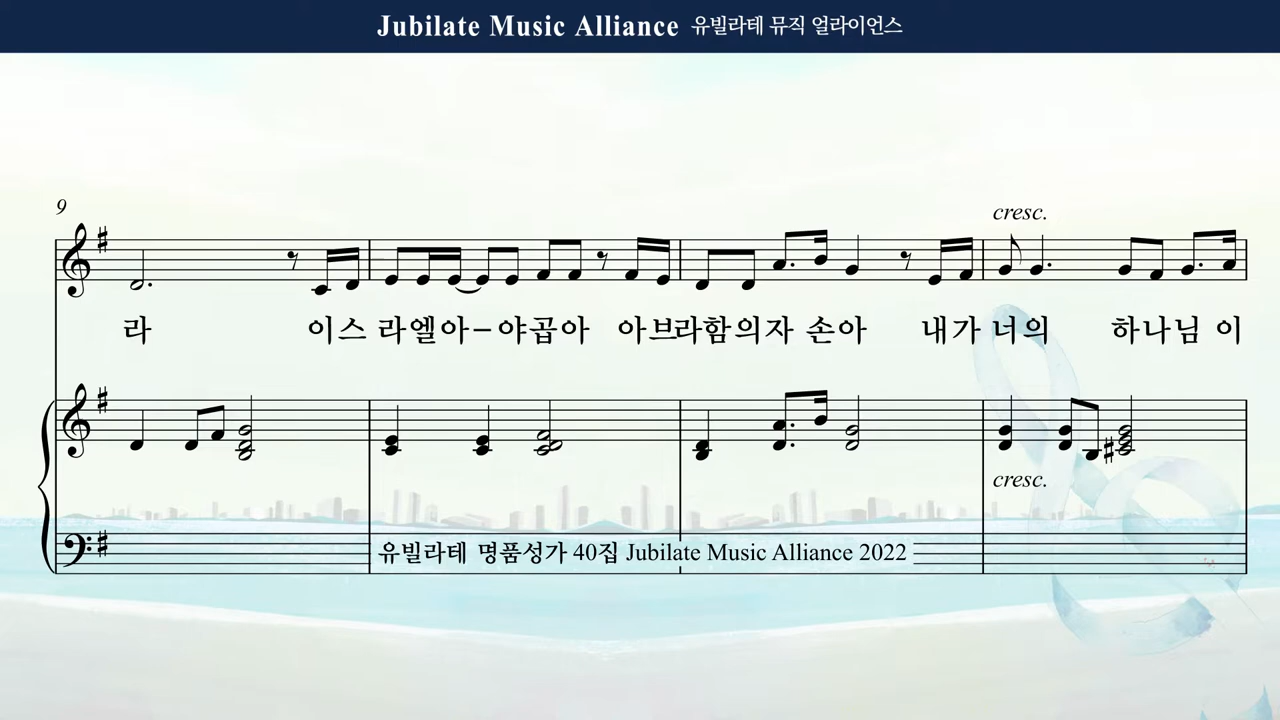 Jubilate Music Alliance 유빌라테 뮤직 얼라이언스
9
cresc.
라 이스 라엘아–야곱아 아브라함의자 손아 내가 너의 하나님 이
cresc.
유빌라테 명품성가 40집 Jubilate Music Alliance 2022